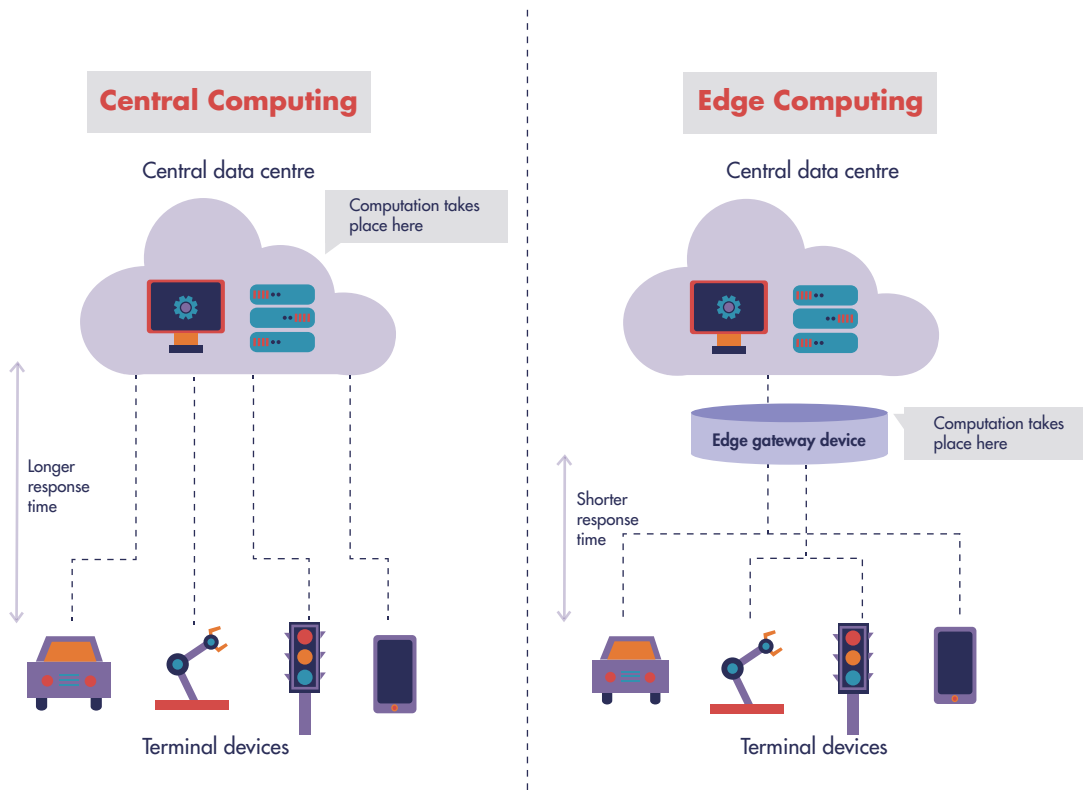 Central Computing
Central data centre
Computation takes
place here
Longer
response
time
Terminal devices
Edge Computing
Central data centre
Edge gateway device
Computation takes
place here
Shorter
response
time
Terminal devices